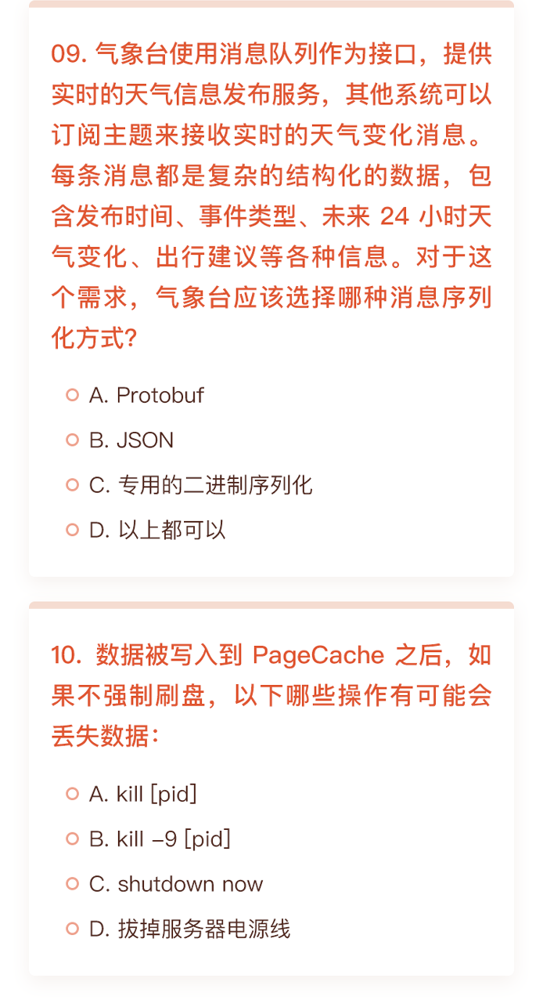 09. 气象台使用消息队列作为接口，提供
实时的天气信息发布服务，其他系统可以
订阅主题来接收实时的天气变化消息。
每条消息都是复杂的结构化的数据，包
含发布时间、事件类型、未来 24 小时天
气变化、出行建议等各种信息。对于这
个需求，气象台应该选择哪种消息序列
化方式？
A. Protobuf
B. JSON
C. 专用的二进制序列化
D. 以上都可以
10. 数据被写入到 PageCache 之后，如
果不强制刷盘，以下哪些操作有可能会
丢失数据：
A. kill [pid]
B. kill –9 [pid]
C. shutdown now
D. 拔掉服务器电源线